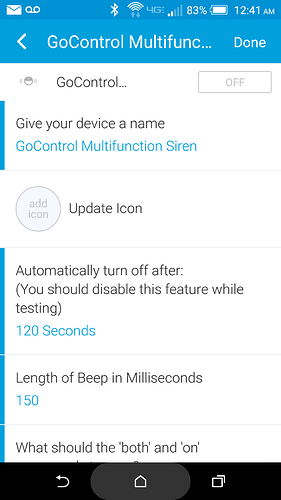 4G 83% 12:41 AM
GoControl Multifunc... Done
GoControl... OFF
Give your device a name
GoControl Multifunction Siren
add
icon
Update Icon
Automatically turn off after:
(You should disable this feature while
testing)
120 Seconds
Length of Beep in Milliseconds
150
What should the 'both' and 'on'